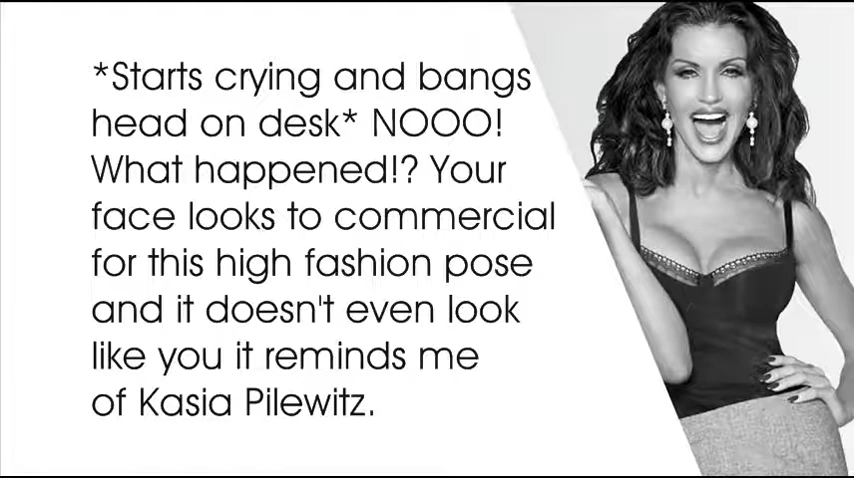 *Starts crying and bangs
head on desk* NOOO!
What happened!? Your
face looks to commercial
for this high fashion pose
and it doesn't even look
like you it reminds me
of Kasia Pilewitz.